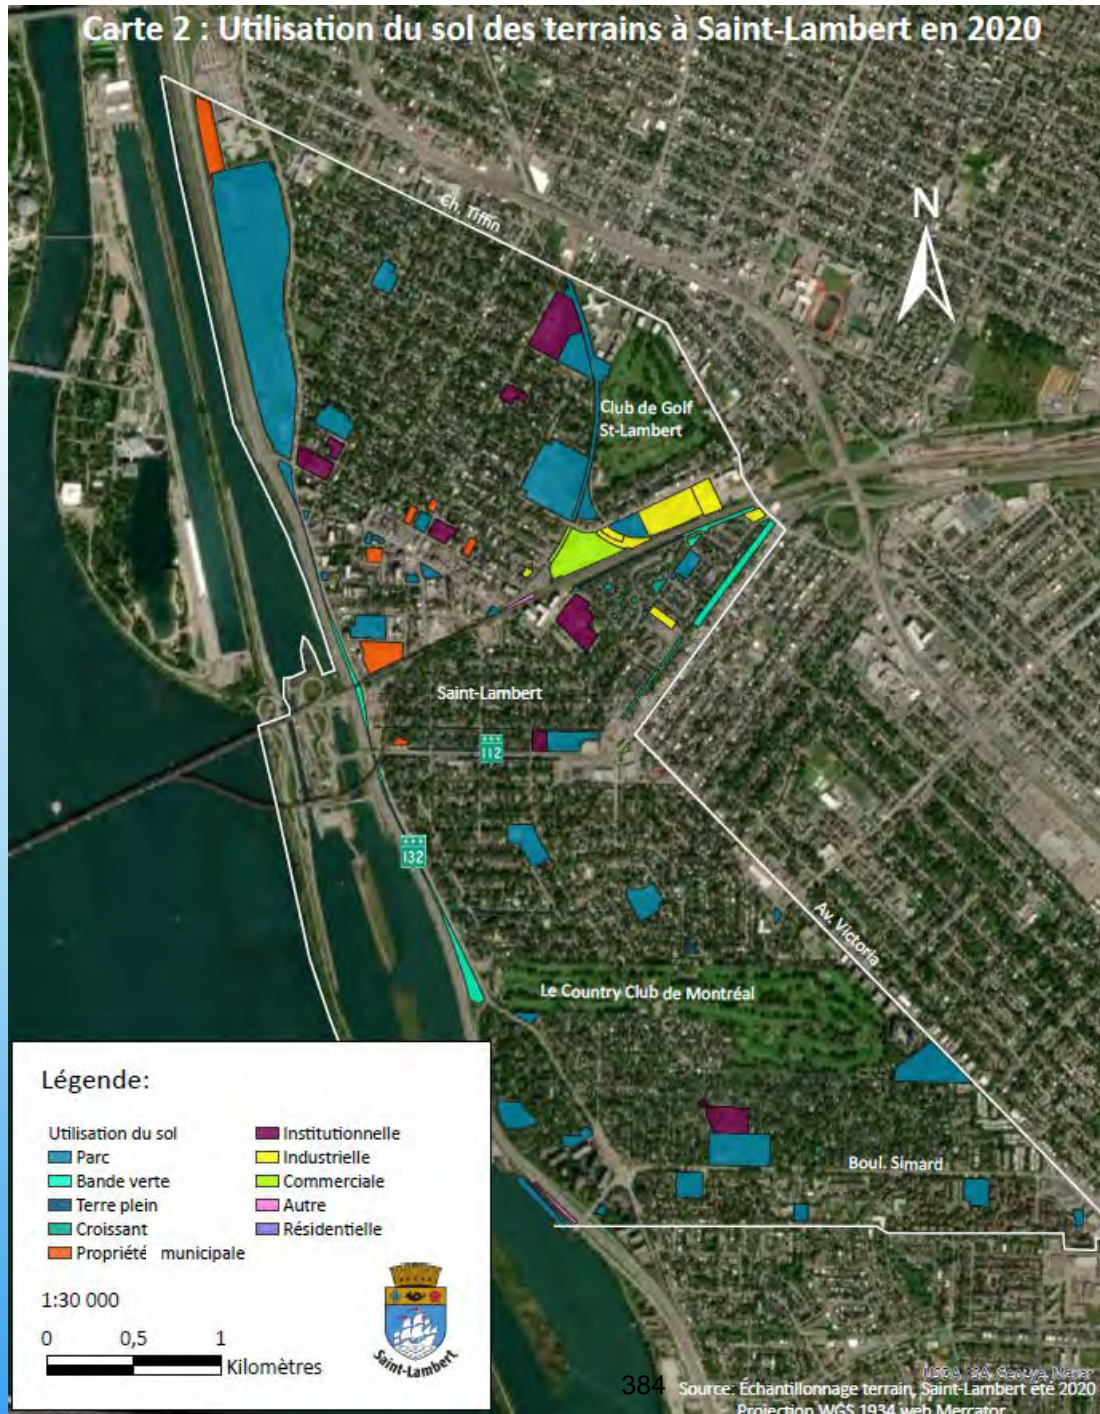 Carte 2 : Utilisation du sol des terrains à Saint-Lambert en 2020
N
Ch. Tiffin
Club de Golf
St-Lambert
Saint-Lambert
112
132
Av. Victoria
Le Country Club de Montréal
Boul. Simard
Légende:
Utilisation du sol
Parc
Bande verte
Terre plein
Croissant
Propriété municipale
Institutionnelle
Industrielle
Commerciale
Autre
Résidentielle
1:30 000
0 0,5 1
Kilomètres
Saint-Lambert
384
Source: Échantillonnage terrain, Saint-Lambert été 2020
Projection WGS 1934 web Mercator